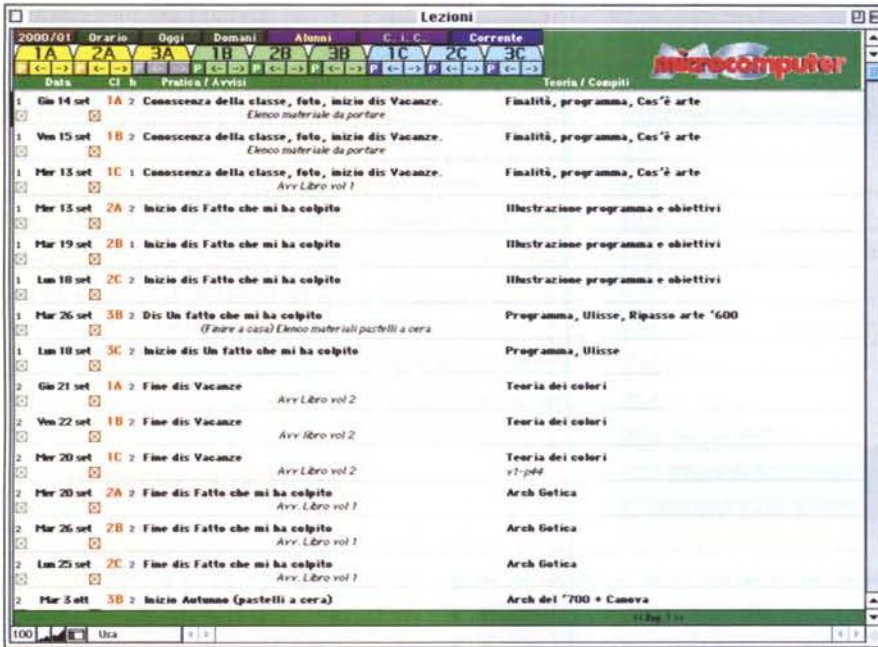 Lezioni
2000/01 Orario Oggi Domani Alunni C. I. C. Corrente
1A 2A 3A 1B 2B 3B 1C 2C 3C
P <- -> P <- -> P <- -> P <- -> P <- -> P <- -> P <- -> P <- -> P <- ->
microcomputer
Data Cl h Pratica / Avvisi Teoria / Compiti
1 Gio 14 set 1A 2 Conoscenza della classe, foto, inizio dis Vacanze. Finalità, programma, Cos'è arte
Elenco materiale da portare
1 Ven 15 set 1B 2 Conoscenza della classe, foto, inizio dis Vacanze. Finalità, programma, Cos'è arte
Elenco materiale da portare
1 Mer 13 set 1C 1 Conoscenza della classe, foto, inizio dis Vacanze. Finalità, programma, Cos'è arte
Avv Libro vol 1
1 Mer 13 set 2A 2 Inizio dis Fatto che mi ha colpito Illustrazione programma e obiettivi
1 Mar 19 set 2B 1 Inizio dis Fatto che mi ha colpito Illustrazione programma e obiettivi
1 Lun 18 set 2C 2 Inizio dis Fatto che mi ha colpito Illustrazione programma e obiettivi
1 Mar 26 set 3B 2 Dis Un fatto che mi ha colpito Programma, Ulisse, Ripasso arte '600
(Finire a casa) Elenco materiali pastelli a cera
1 Lun 18 set 3C 2 Inizio dis Un fatto che mi ha colpito Programma, Ulisse
2 Gio 21 set 1A 2 Fine dis Vacanze Teoria dei colori
Avv Libro vol 2
2 Ven 22 set 1B 2 Fine dis Vacanze Teoria dei colori
Avv libro vol 2
2 Mer 20 set 1C 2 Fine dis Vacanze Teoria dei colori
Avv Libro vol 2 v1-p44
2 Mer 20 set 2A 2 Fine dis Fatto che mi ha colpito Arch Gotica
Avv. Libro vol 1
2 Mar 26 set 2B 2 Fine dis Fatto che mi ha colpito Arch Gotica
Avv. Libro vol 1
2 Lun 25 set 2C 2 Fine dis Fatto che mi ha colpito Arch Gotica
Avv. Libro vol 1
2 Mar 3 ott 3B 2 Inizio Autunno (pastelli a cera) Arch del '700 + Canova
100 Usa